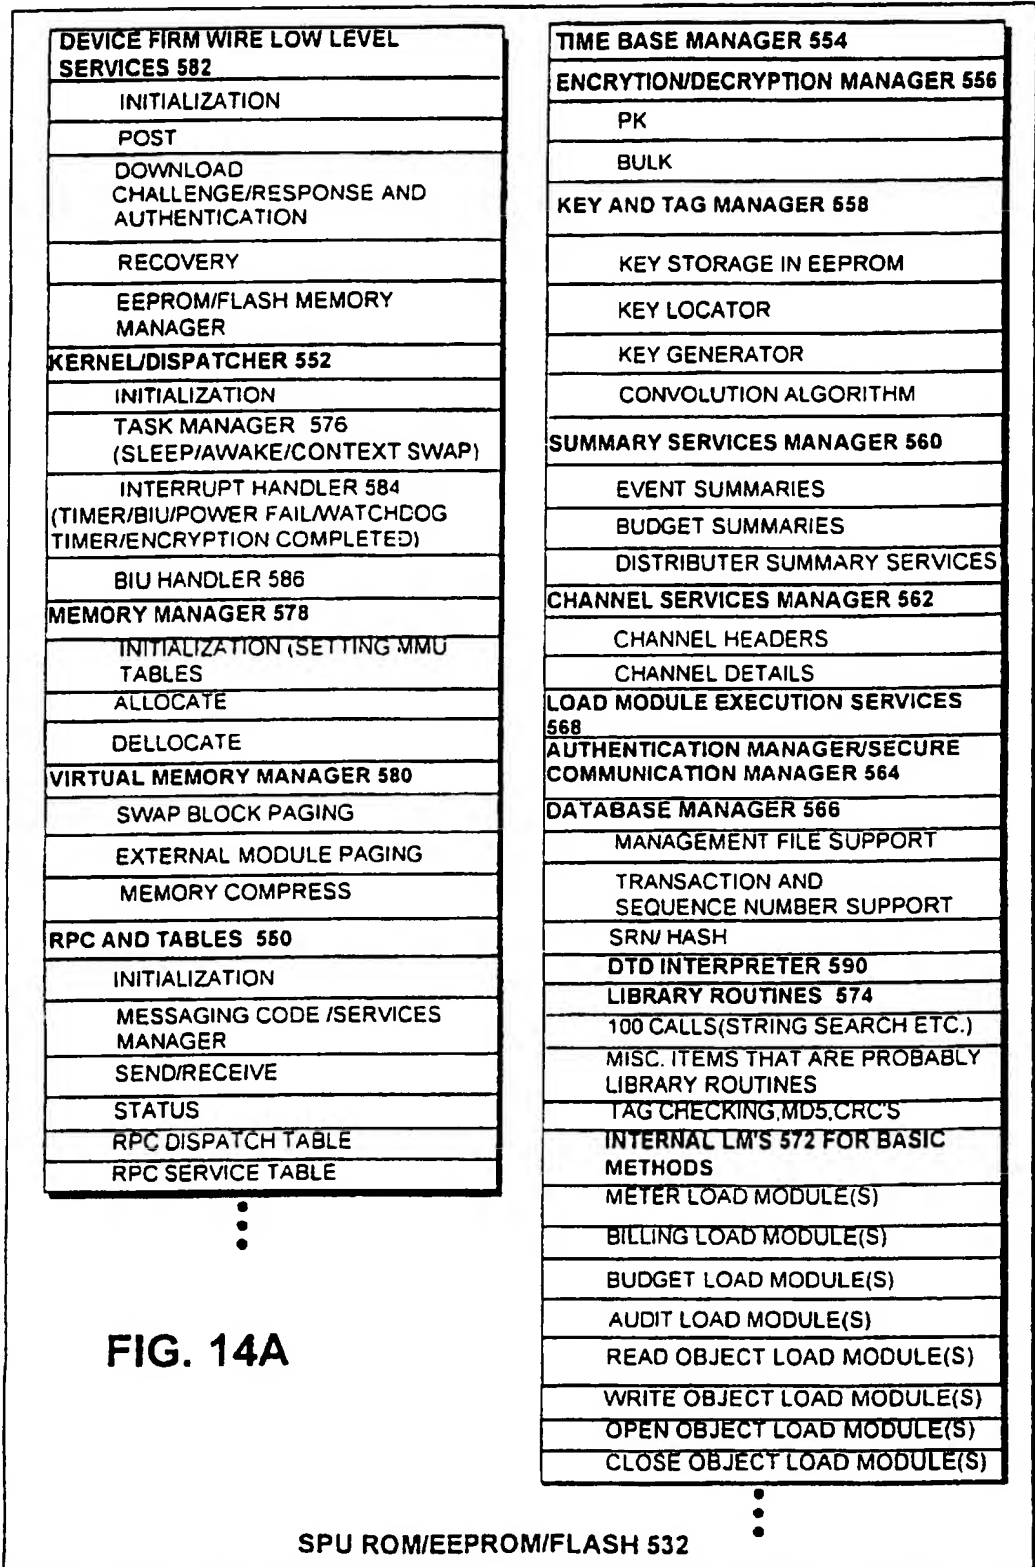 DEVICE FIRM WIRE LOW LEVEL
SERVICES 582
INITIALIZATION
POST
DOWNLOAD
CHALLENGE/RESPONSE AND
AUTHENTICATION
RECOVERY
EEPROM/FLASH MEMORY
MANAGER
KERNEL/DISPATCHER 552
INITIALIZATION
TASK MANAGER 576
(SLEEP/AWAKE/CONTEXT SWAP)
INTERRUPT HANDLER 584
(TIMER/BIU/POWER FAIL/WATCHDOG
TIMER/ENCRYPTION COMPLETED)
BIU HANDLER 586
MEMORY MANAGER 578
INITIALIZATION (SETTING MMU
TABLES
ALLOCATE
DELLOCATE
VIRTUAL MEMORY MANAGER 580
SWAP BLOCK PAGING
EXTERNAL MODULE PAGING
MEMORY COMPRESS
RPC AND TABLES 550
INITIALIZATION
MESSAGING CODE /SERVICES
MANAGER
SEND/RECEIVE
STATUS
RPC DISPATCH TABLE
RPC SERVICE TABLE
TIME BASE MANAGER 554
ENCRYTION/DECRYPTION MANAGER 556
PK
BULK
KEY AND TAG MANAGER 558
KEY STORAGE IN EEPROM
KEY LOCATOR
KEY GENERATOR
CONVOLUTION ALGORITHM
SUMMARY SERVICES MANAGER 560
EVENT SUMMARIES
BUDGET SUMMARIES
DISTRIBUTER SUMMARY SERVICES
CHANNEL SERVICES MANAGER 562
CHANNEL HEADERS
CHANNEL DETAILS
LOAD MODULE EXECUTION SERVICES
568
AUTHENTICATION MANAGER/SECURE
COMMUNICATION MANAGER 564
DATABASE MANAGER 566
MANAGEMENT FILE SUPPORT
TRANSACTION AND
SEQUENCE NUMBER SUPPORT
SRN/ HASH
DTD INTERPRETER 590
LIBRARY ROUTINES 574
100 CALLS(STRING SEARCH ETC.)
MISC. ITEMS THAT ARE PROBABLY
LIBRARY ROUTINES
TAG CHECKING,MD5,CRC'S
INTERNAL LM'S 572 FOR BASIC
METHODS
METER LOAD MODULE(S)
BILLING LOAD MODULE(S)
BUDGET LOAD MODULE(S)
AUDIT LOAD MODULE(S)
READ OBJECT LOAD MODULE(S)
WRITE OBJECT LOAD MODULE(S)
OPEN OBJECT LOAD MODULE(S)
CLOSE OBJECT LOAD MODULE(S)
FIG. 14A
SPU ROM/EEPROM/FLASH 532